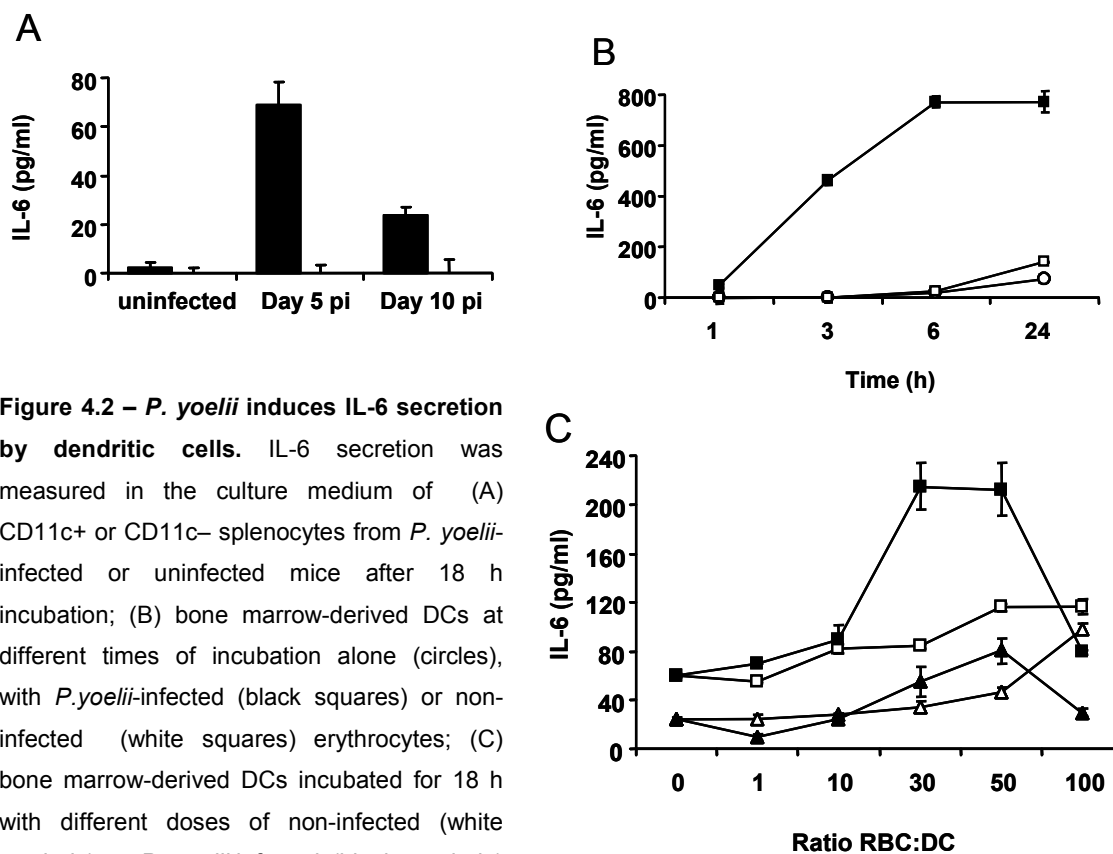 A
IL-6 (pg/ml)
80
60
40
20
0
uninfected Day 5 pi Day 10 pi
B
IL-6 (pg/ml)
800
600
400
200
0
1 3 6 24
Time (h)
Figure 4.2 – P. yoelii induces IL-6 secretion
by dendritic cells. IL-6 secretion was
measured in the culture medium of (A)
CD11c+ or CD11c– splenocytes from P. yoelii-
infected or uninfected mice after 18 h
incubation; (B) bone marrow-derived DCs at
different times of incubation alone (circles),
with P.yoelii-infected (black squares) or non-
infected (white squares) erythrocytes; (C)
bone marrow-derived DCs incubated for 18 h
with different doses of non-infected (white
C
IL-6 (pg/ml)
240
200
160
120
80
40
0
0 1 10 30 50 100
Ratio RBC:DC